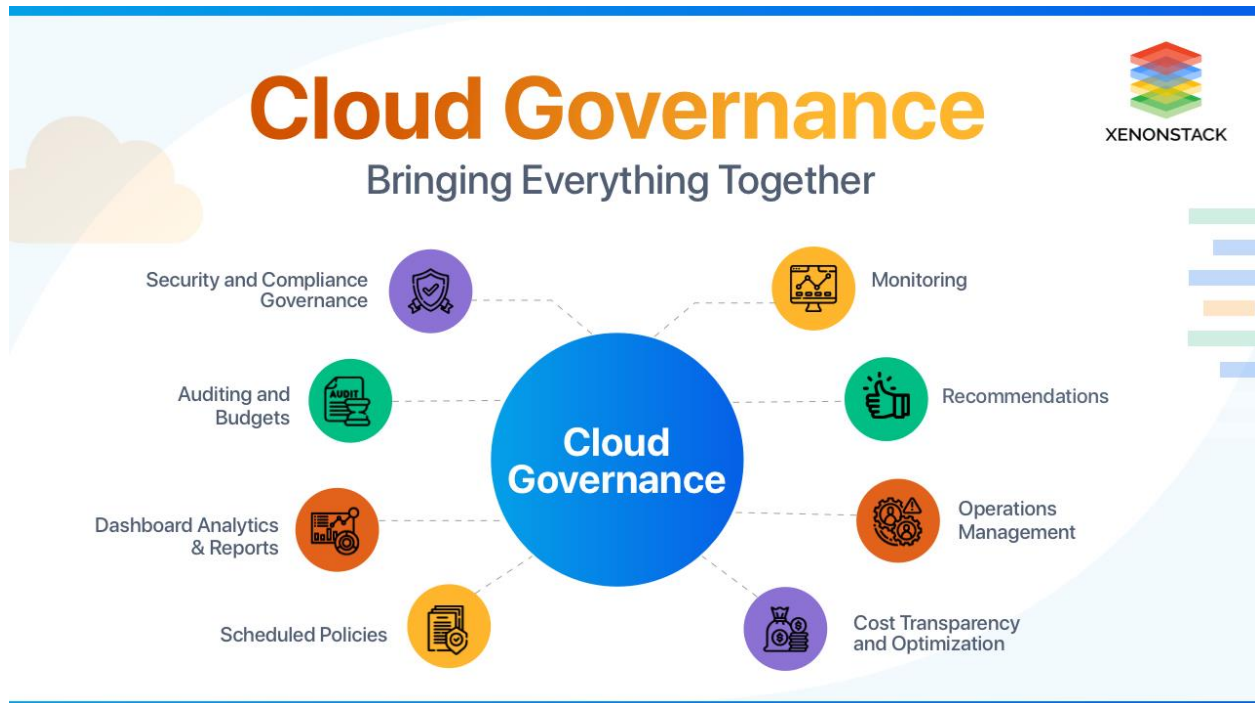 Cloud Governance
XENONSTACK
Bringing Everything Together
Security and Compliance
Governance
Monitoring
Auditing and
Budgets
AUDIT
Recommendations
Cloud
Governance
Dashboard Analytics
& Reports
Operations
Management
Scheduled Policies
Cost Transparency
and Optimization